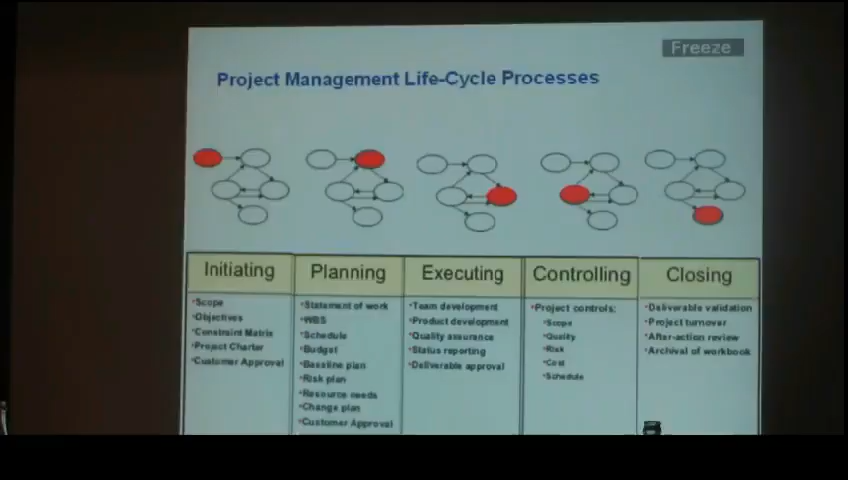 Freeze
Project Management Life-Cycle Processes
Initiating
•Scope
•Objectives
•Constraint Matrix
•Project Charter
•Customer Approval
Planning
•Statement of work
•WBS
•Schedule
•Budget
•Baseline plan
•Risk plan
•Resource needs
•Change plan
•Customer Approval
Executing
•Team development
•Product development
•Quality assurance
•Status reporting
•Deliverable approval
Controlling
•Project controls:
•Scope
•Quality
•Risk
•Cost
•Schedule
Closing
•Deliverable validation
•Project turnover
•After-action review
•Archival of workbook